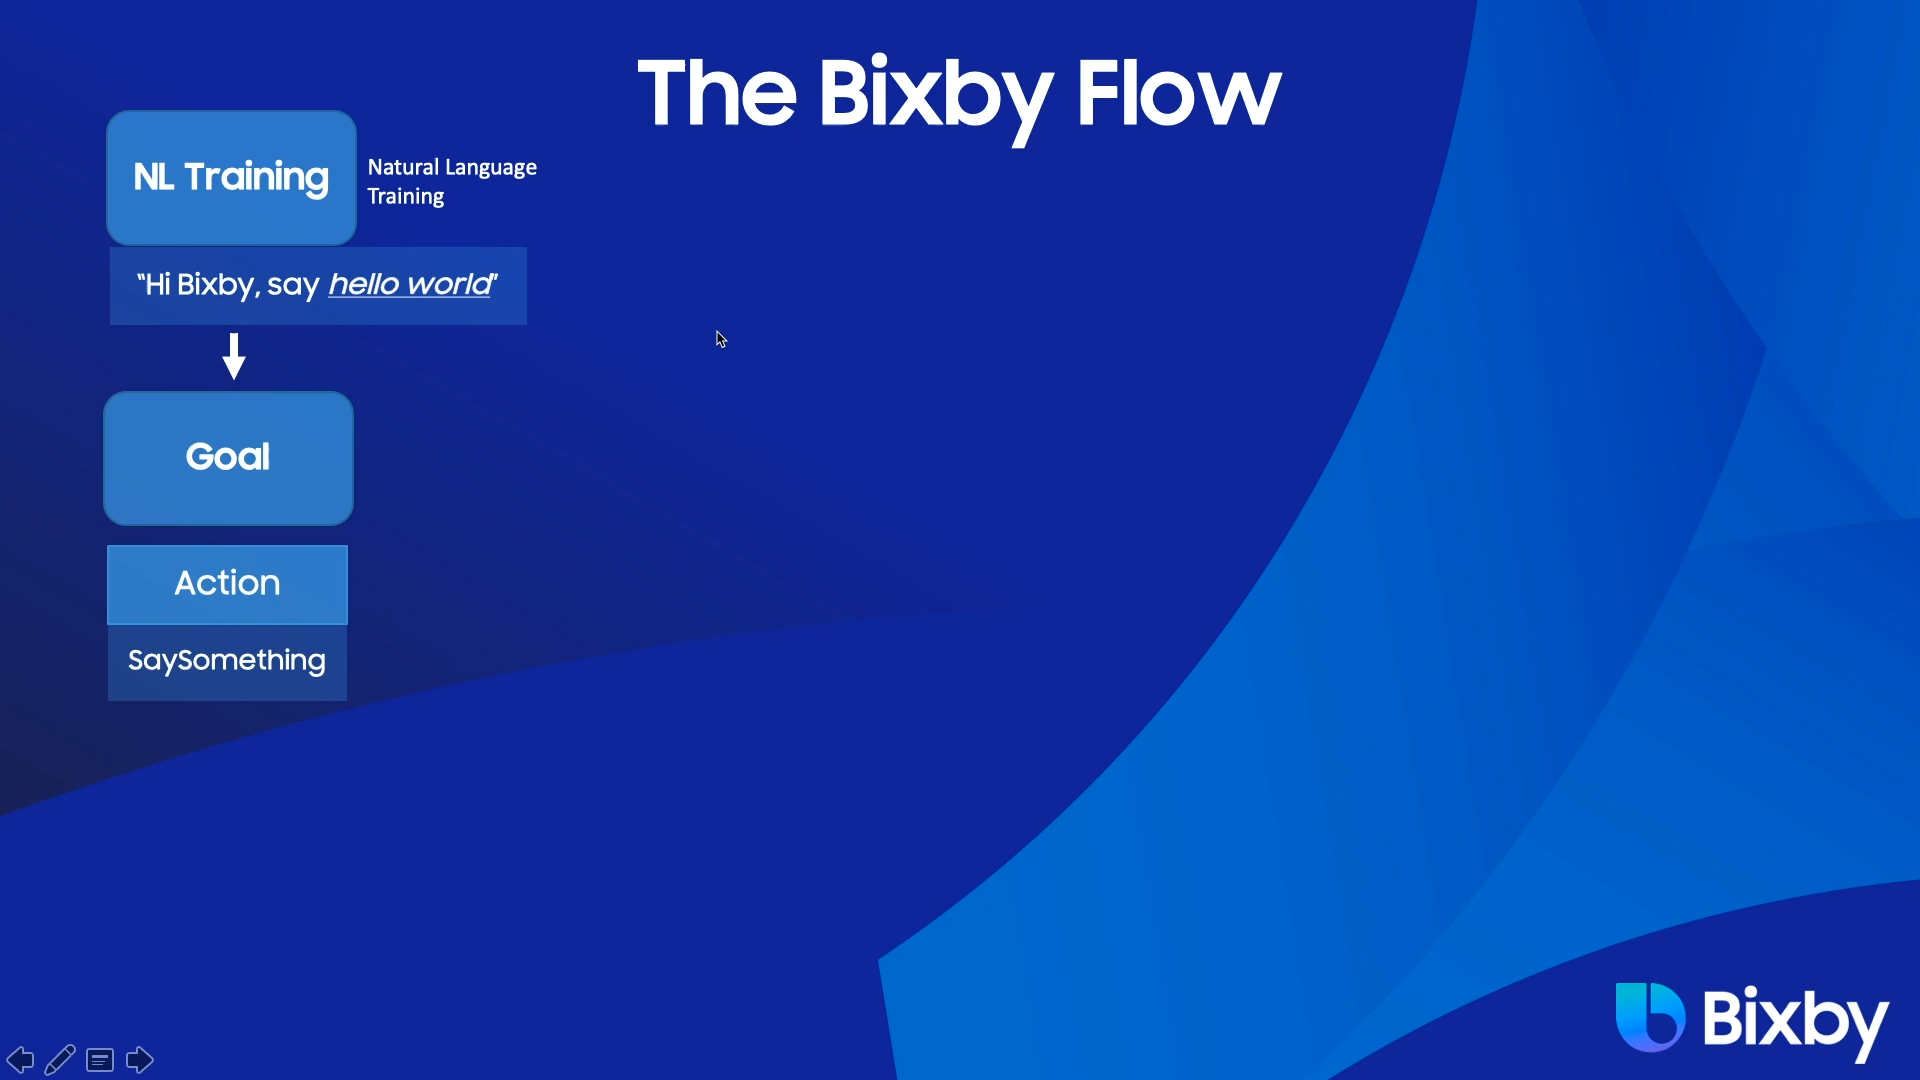 The Bixby Flow
NL Training
Natural Language
Training
“Hi Bixby, say hello world”
Goal
Action
SaySomething
Bixby